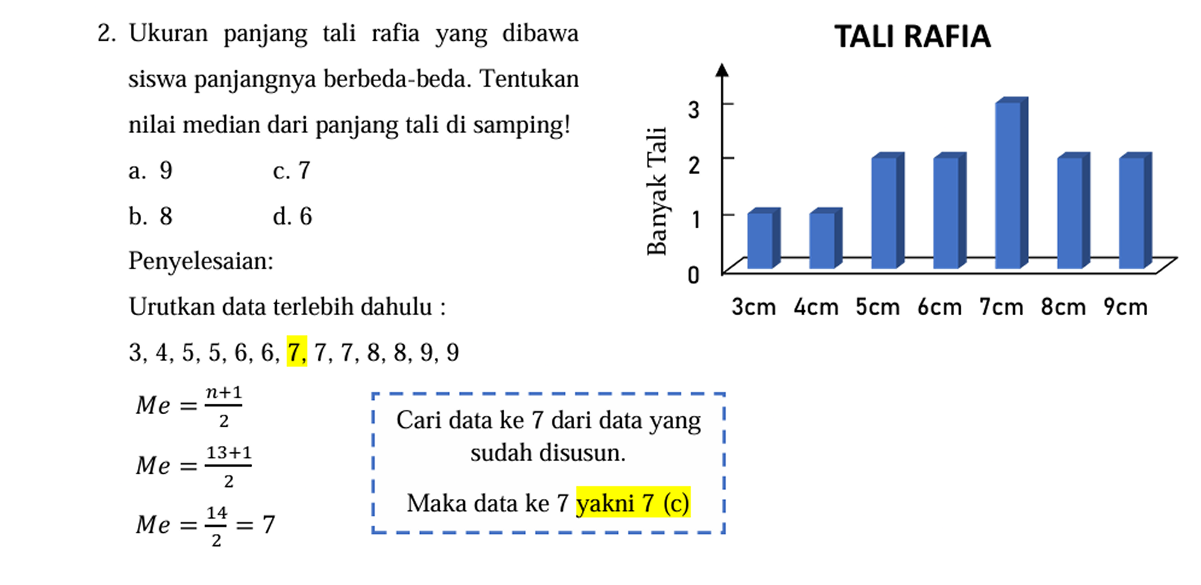 2. Ukuran panjang tali rafia yang dibawa
siswa panjangnya berbeda-beda. Tentukan
nilai median dari panjang tali di samping!
a. 9 c. 7
b. 8 d. 6
Penyelesaian:
Urutkan data terlebih dahulu :
3, 4, 5, 5, 6, 6, 7, 7, 7, 8, 8, 9, 9
Me = n+1/2
Me = 13+1/2
Me = 14/2 = 7
Cari data ke 7 dari data yang
sudah disusun.
Maka data ke 7 yakni 7 (c)
TALI RAFIA
Banyak Tali
3
2
1
0
3cm 4cm 5cm 6cm 7cm 8cm 9cm